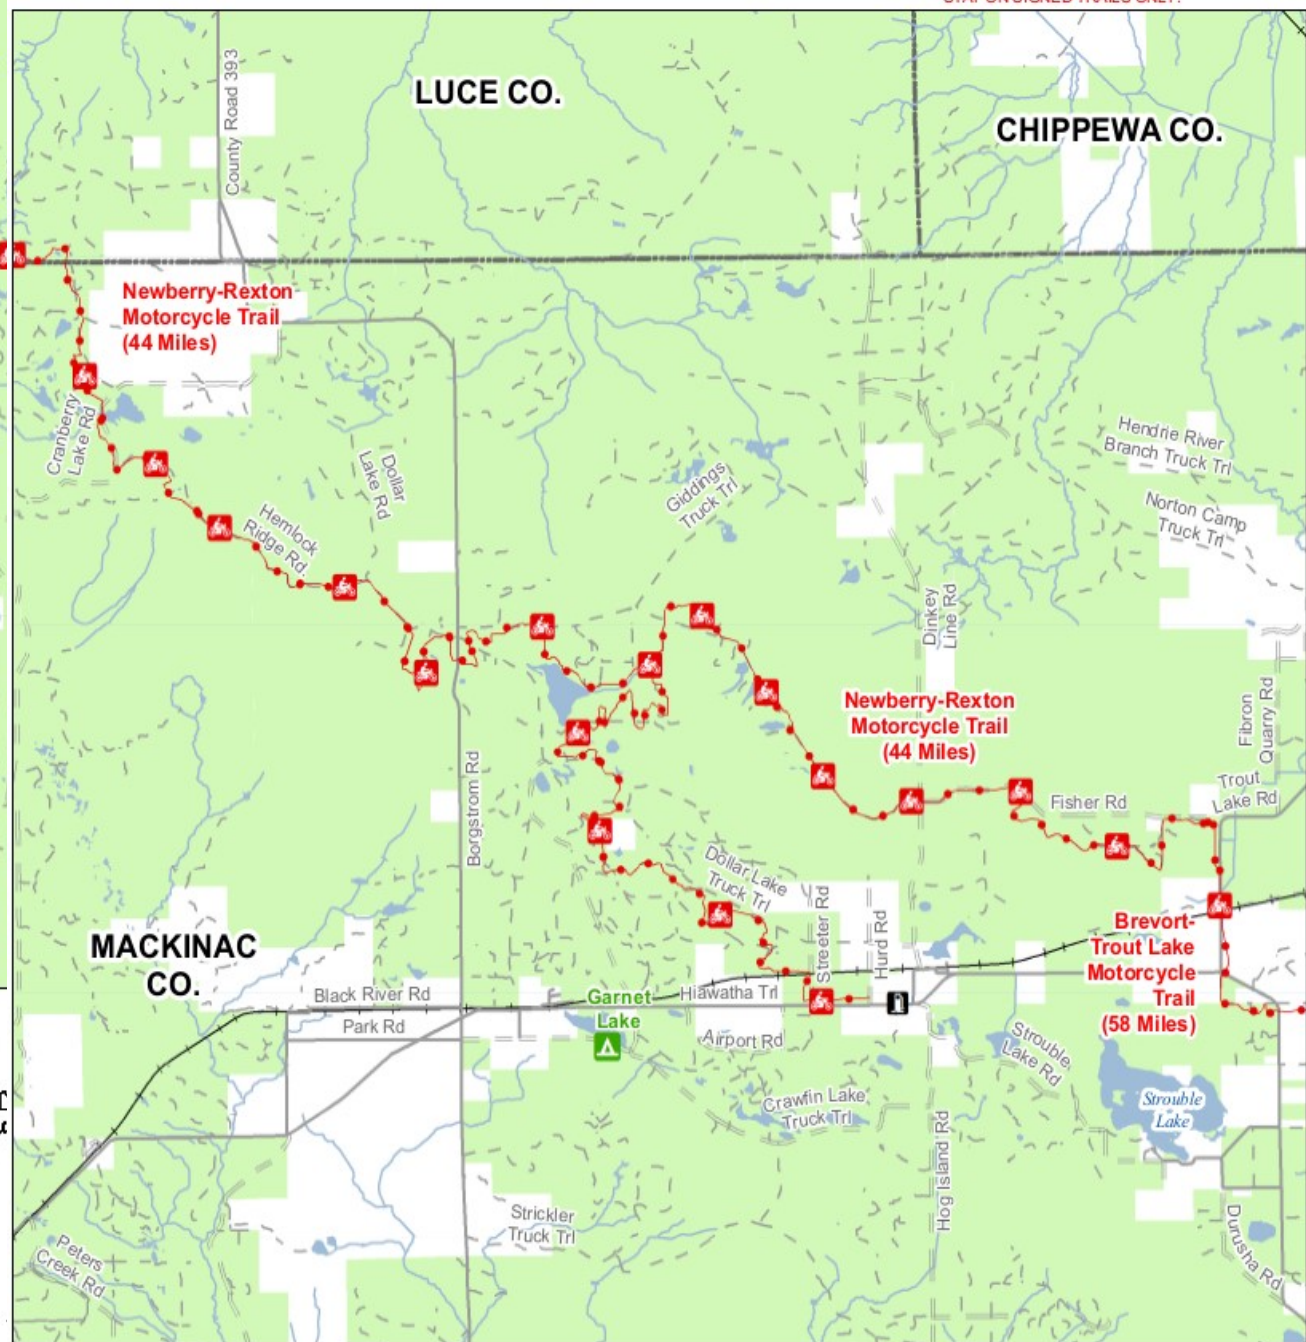 LUCE CO.
CHIPPEWA CO.
County Road 393
Newberry-Rexton
Motorcycle Trail
(44 Miles)
Cranberry
Lake Rd
Dollar
Lake Rd
Hemlock
Ridge Rd.
Giddings
Truck Trl
Hendrie River
Branch Truck Trl
Norton Camp
Truck Trl
Dinkey
Line Rd
Newberry-Rexton
Motorcycle Trail
(44 Miles)
Fibron
Quarry Rd
Trout
Lake Rd
Fisher Rd
Borgstrom Rd
Dollar Lake
Truck Trl
Streeter Rd
Hurd Rd
Brevort-
Trout Lake
Motorcycle
Trail
(58 Miles)
MACKINAC
CO.
Black River Rd
Park Rd
Garnet
Lake
Hiawatha Trl
Airport Rd
Strouble
Lake Rd
Crawfin Lake
Truck Trl
Strouble
Lake
Hog Island Rd
Strickler
Truck Trl
Peters
Creek Rd
Durusha Rd